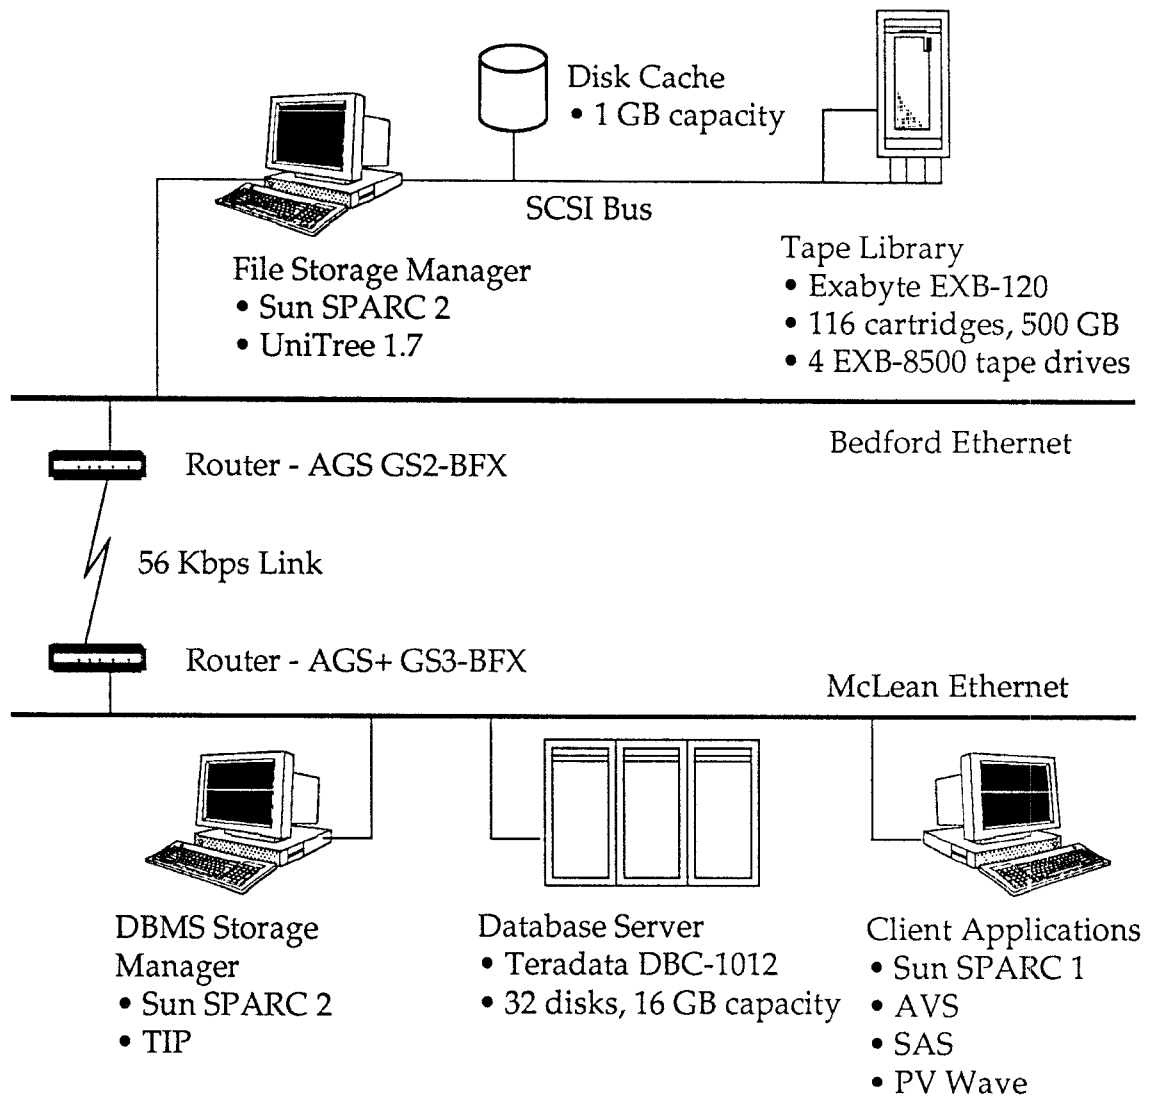 Disk Cache
• 1 GB capacity
SCSI Bus
File Storage Manager
• Sun SPARC 2
• UniTree 1.7
Tape Library
• Exabyte EXB-120
• 116 cartridges, 500 GB
• 4 EXB-8500 tape drives
Bedford Ethernet
Router - AGS GS2-BFX
56 Kbps Link
Router - AGS+ GS3-BFX
McLean Ethernet
DBMS Storage
Manager
• Sun SPARC 2
• TIP
Database Server
• Teradata DBC-1012
• 32 disks, 16 GB capacity
Client Applications
• Sun SPARC 1
• AVS
• SAS
• PV Wave